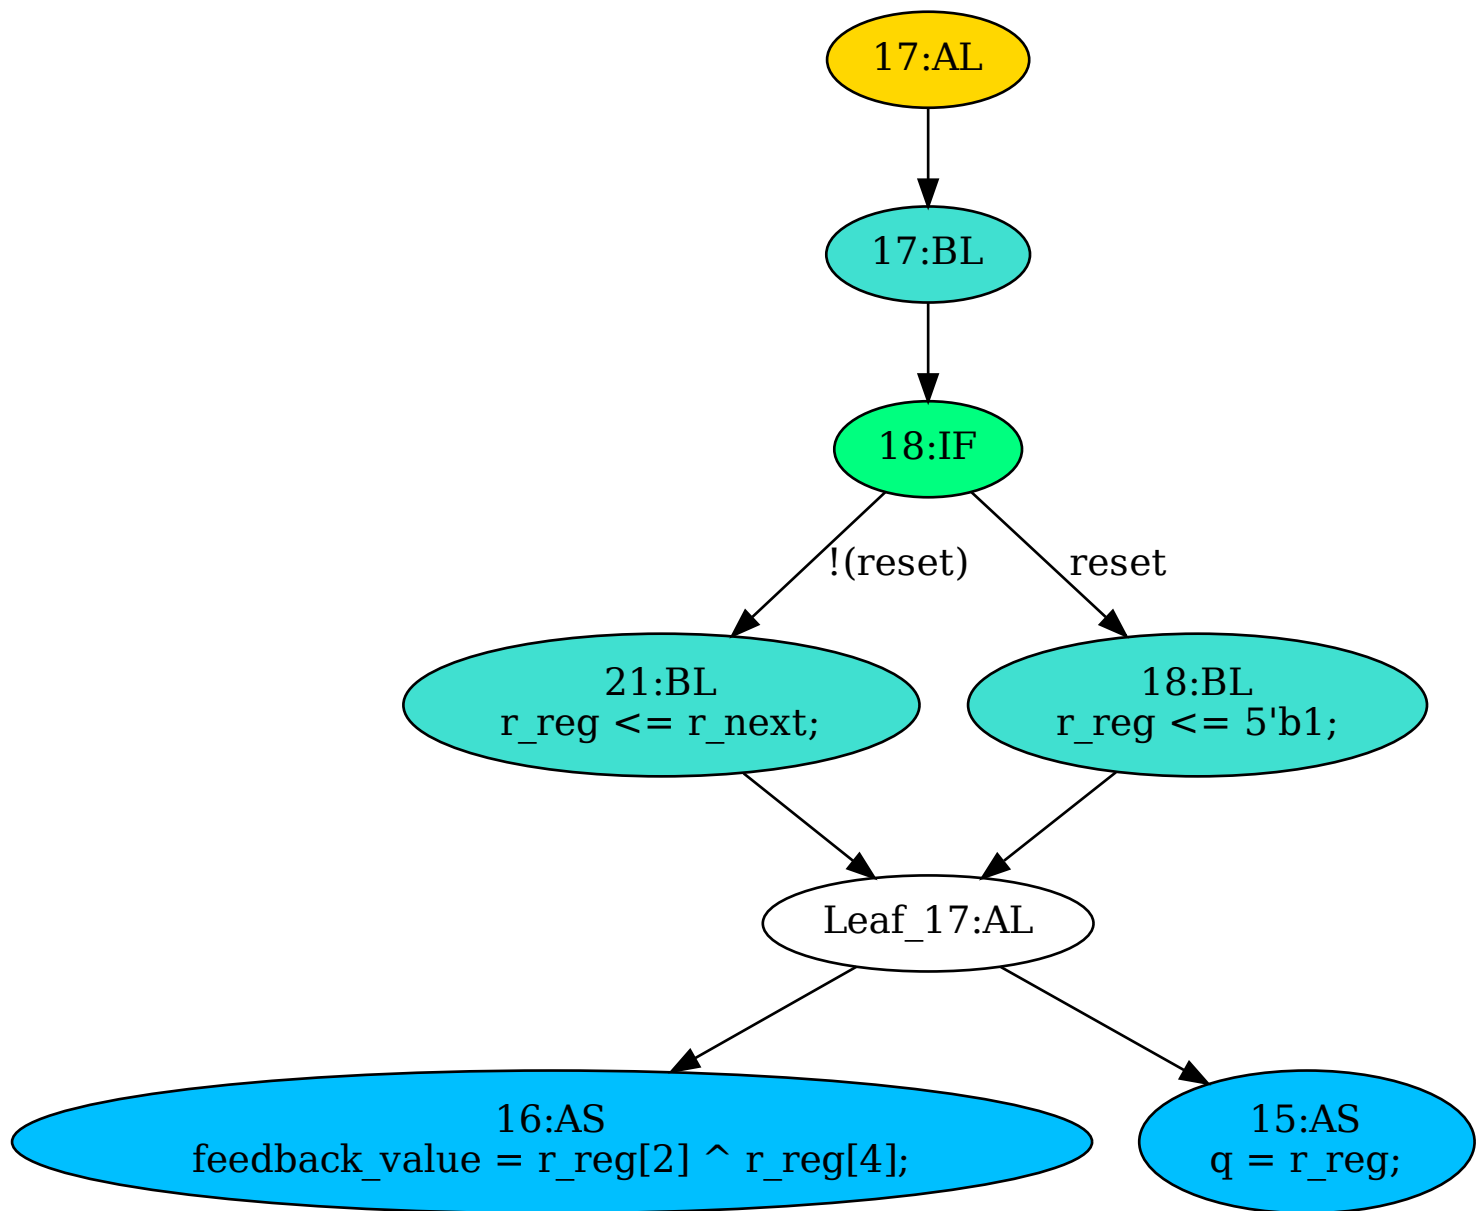 17:AL
17:BL
18:IF
!(reset)
reset
21:BL
r_reg <= r_next;
18:BL
r_reg <= 5'b1;
Leaf_17:AL
16:AS
feedback_value = r_reg[2] ^ r_reg[4];
15:AS
q = r_reg;